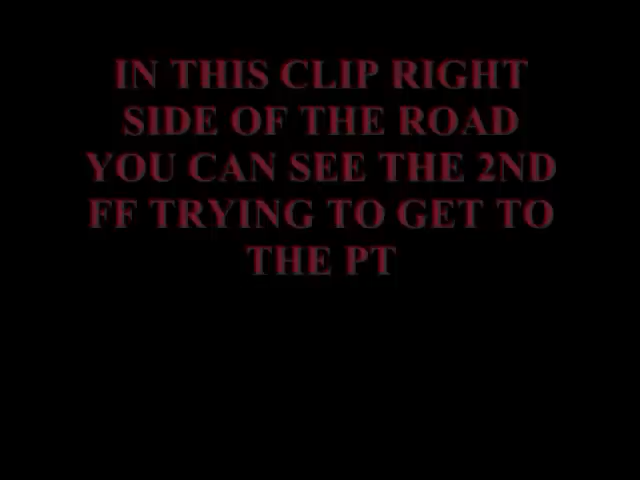 IN THIS CLIP RIGHT
SIDE OF THE ROAD
YOU CAN SEE THE 2ND
FF TRYING TO GET TO
THE PT